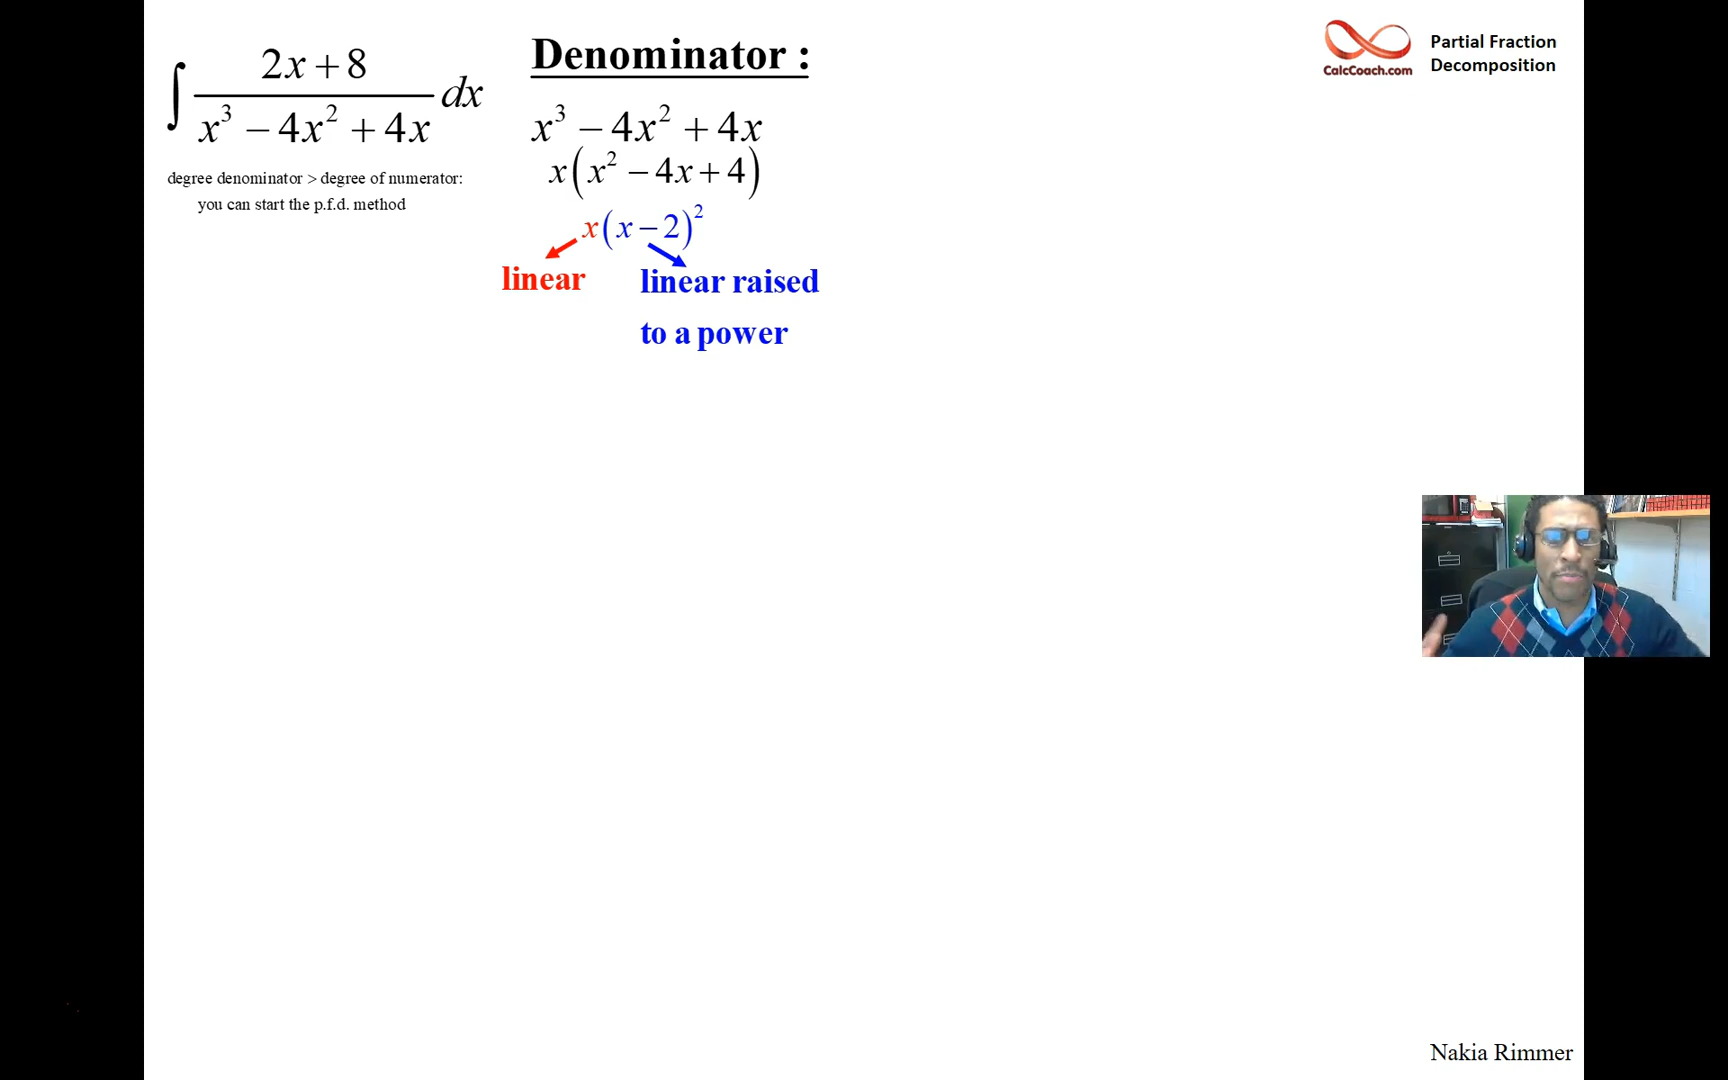 ∫ (2x + 8)/(x³ − 4x² + 4x) dx
degree denominator > degree of numerator:
you can start the p.f.d. method
Denominator :
x³ − 4x² + 4x
x(x² − 4x + 4)
x(x − 2)²
linear
linear raised
to a power
CalcCoach.com
Partial Fraction
Decomposition
Nakia Rimmer